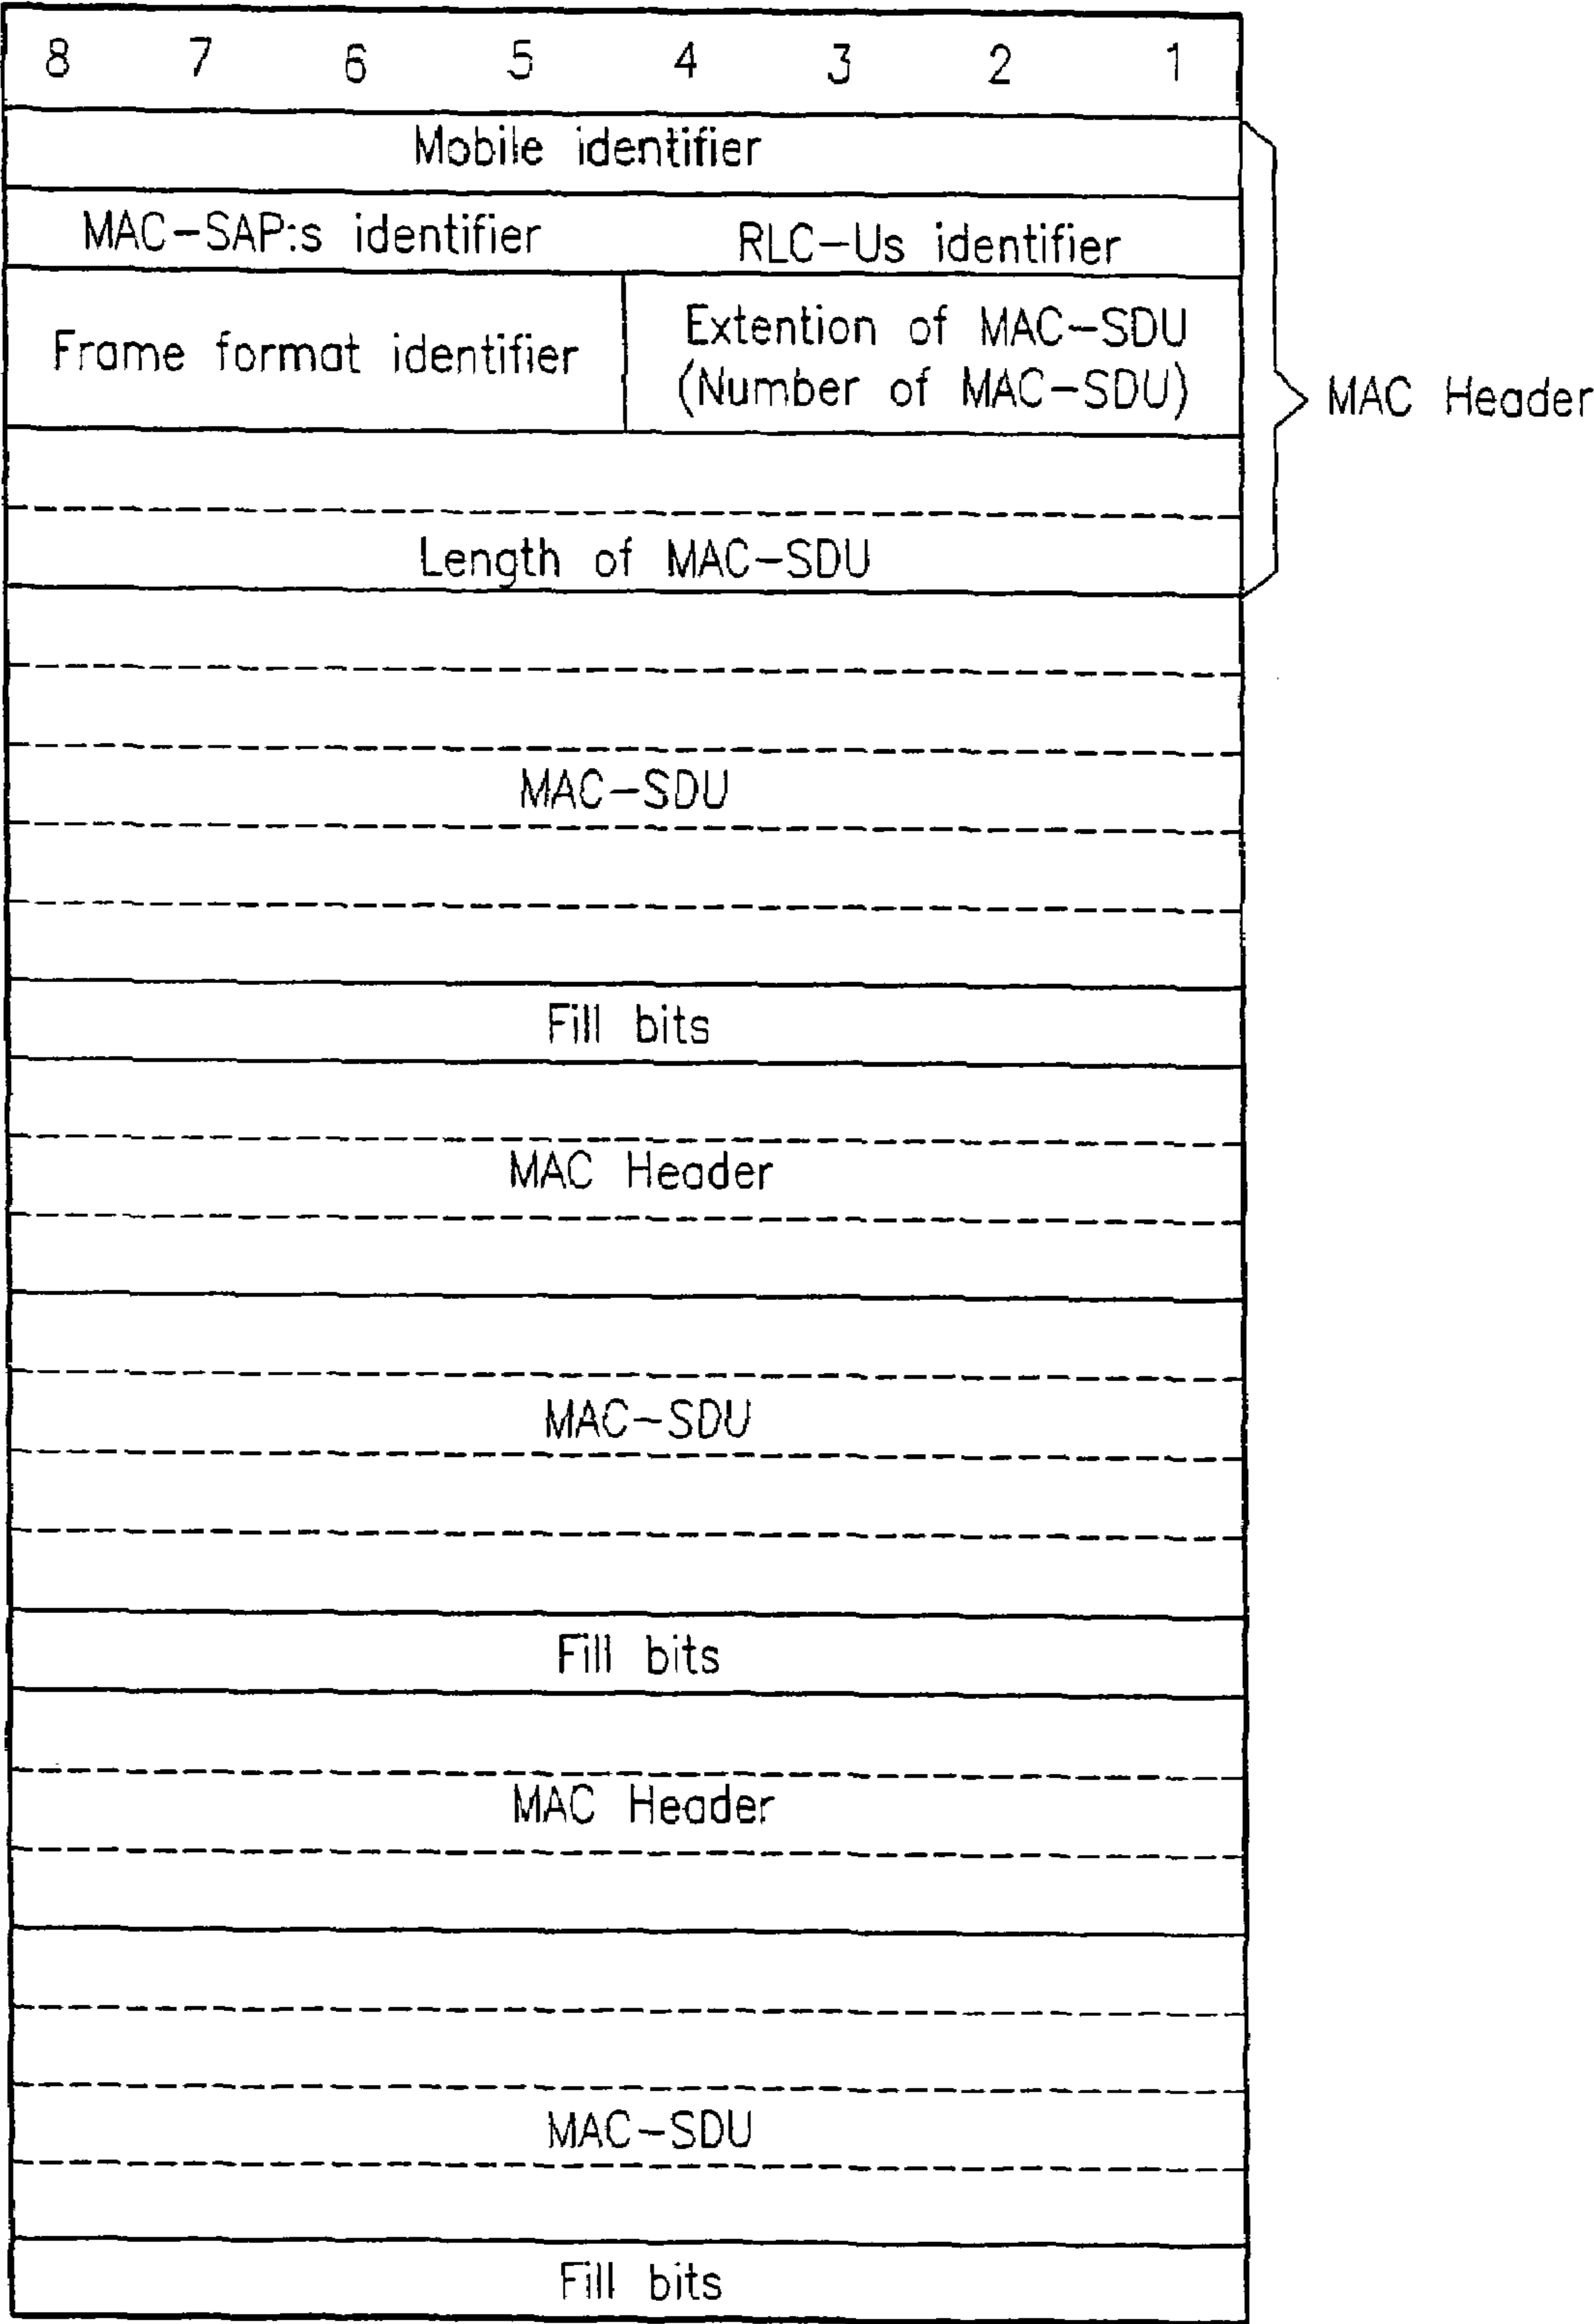 8 7 6 5 4 3 2 1
Mobile identifier
MAC-SAP:s identifier RLC-Us identifier
Frame format identifier
Extention of MAC-SDU
(Number of MAC-SDU)
MAC Header
Length of MAC-SDU
MAC-SDU
Fill bits
MAC Header
MAC-SDU
Fill bits
MAC Header
MAC-SDU
Fill bits